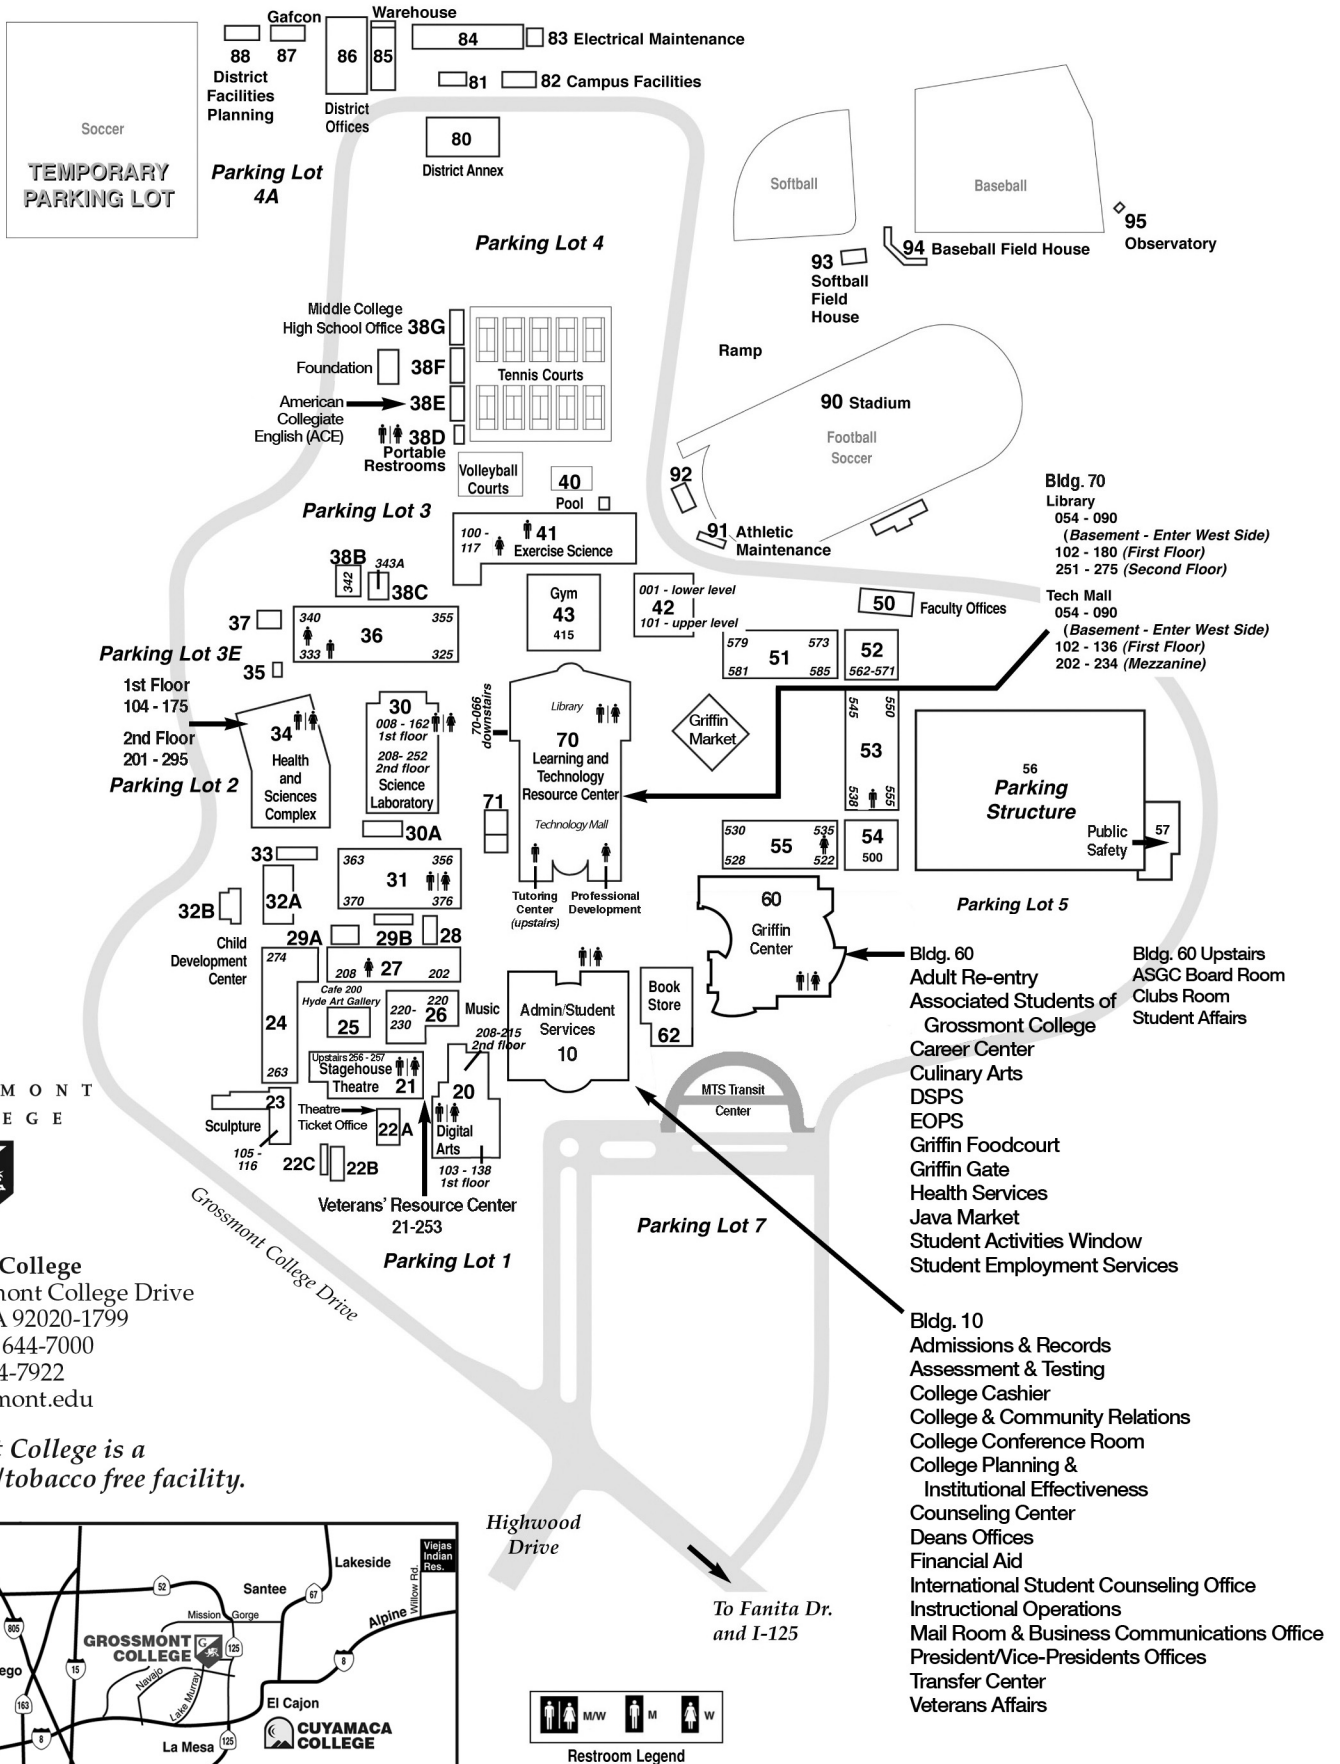 Gafcon
Warehouse
88
87
86
85
84
83 Electrical Maintenance
District
Facilities
Planning
81
82 Campus Facilities
District
Offices
80
District Annex
Soccer
TEMPORARY
PARKING LOT
Parking Lot
4A
Parking Lot 4
Softball
Baseball
95
Observatory
94 Baseball Field House
93
Softball
Field
House
Middle College
High School Office 38G
Foundation
38F
American
Collegiate
English (ACE)
38E
38D
Portable
Restrooms
Tennis Courts
Ramp
90 Stadium
Football
Soccer
Volleyball
Courts
40
Pool
92
91 Athletic
Maintenance
Parking Lot 3
100 -
117
41
Exercise Science
Bldg. 70
Library
054 - 090
(Basement - Enter West Side)
102 - 180 (First Floor)
251 - 275 (Second Floor)
Tech Mall
054 - 090
(Basement - Enter West Side)
102 - 136 (First Floor)
202 - 234 (Mezzanine)
38B
342
343A
38C
Gym
43
415
001 - lower level
42
101 - upper level
50
Faculty Offices
37
340
355
36
333
325
Parking Lot 3E
35
579
573
51
581
585
52
562-571
1st Floor
104 - 175
2nd Floor
201 - 295
Parking Lot 2
34
Health
and
Sciences
Complex
30
008 - 162
1st floor
208- 252
2nd floor
Science
Laboratory
30A
70-066
downstairs
Library
70
Learning and
Technology
Resource Center
Technology Mall
71
Griffin
Market
545
550
53
538
555
56
Parking
Structure
Public
Safety
57
Parking Lot 5
530
535
55
528
522
54
500
33
363
356
31
370
376
32A
32B
Child
Development
Center
Tutoring
Center
(upstairs)
Professional
Development
60
Griffin
Center
29A
29B
28
274
24
263
208
27
202
Cafe 200
Hyde Art Gallery
25
220-
230
220
26
Music
208-215
2nd floor
Admin/Student
Services
10
Book
Store
62
Upstairs 256 - 257
Stagehouse
Theatre
21
20
Digital
Arts
103 - 138
1st floor
23
Sculpture
105 -
116
Theatre
Ticket Office
22A
22C
22B
Veterans' Resource Center
21-253
Parking Lot 1
MTS Transit
Center
Parking Lot 7
Grossmont College Drive
Bldg. 60
Adult Re-entry
Associated Students of
Grossmont College
Career Center
Culinary Arts
DSPS
EOPS
Griffin Foodcourt
Griffin Gate
Health Services
Java Market
Student Activities Window
Student Employment Services
Bldg. 60 Upstairs
ASGC Board Room
Clubs Room
Student Affairs
Bldg. 10
Admissions & Records
Assessment & Testing
College Cashier
College & Community Relations
College Conference Room
College Planning &
Institutional Effectiveness
Counseling Center
Deans Offices
Financial Aid
International Student Counseling Office
Instructional Operations
Mail Room & Business Communications Office
President/Vice-Presidents Offices
Transfer Center
Veterans Affairs
M O N T
E G E
College
mont College Drive
A 92020-1799
644-7000
4-7922
mont.edu
t College is a
/tobacco free facility.
Highwood
Drive
To Fanita Dr.
and I-125
Viejas
Indian
Res.
Willow Rd.
Lakeside
52
Santee
67
Mission Gorge
Alpine
805
GROSSMONT
COLLEGE
G
125
8
ego
15
Navajo
Lake Murray
163
El Cajon
8
CUYAMACA
COLLEGE
La Mesa
125
M/W
M
W
Restroom Legend